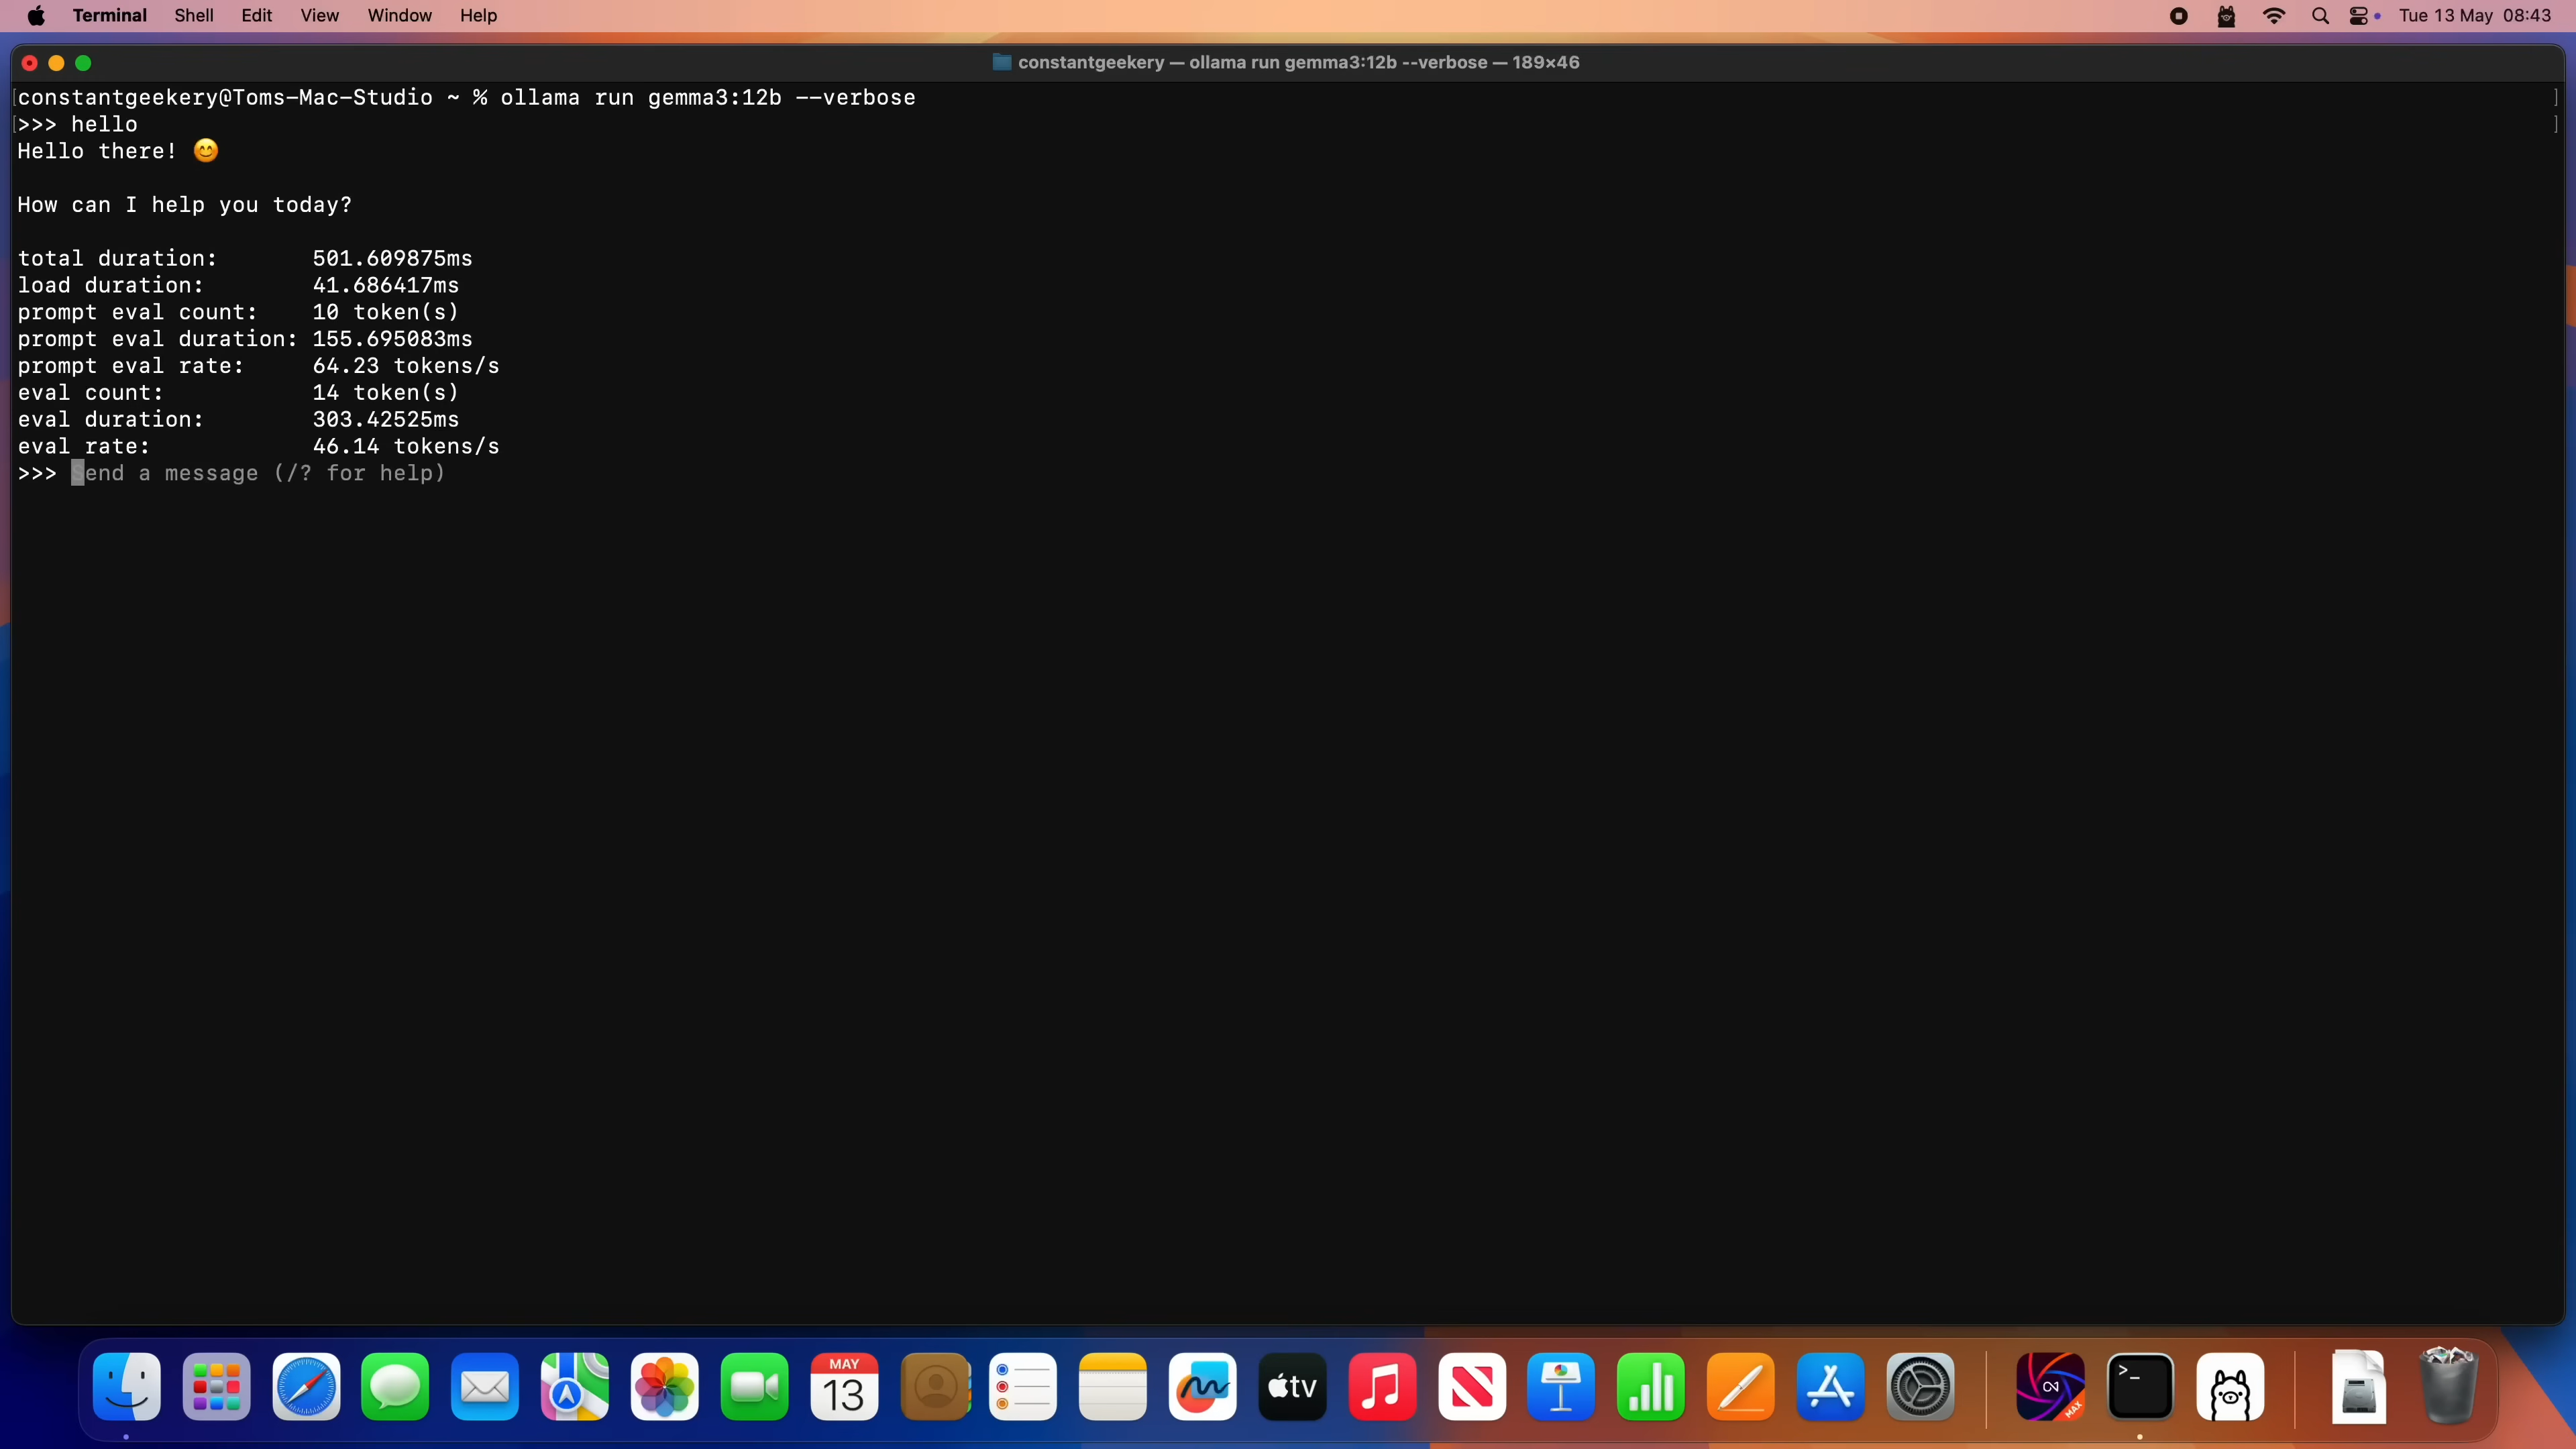 Terminal Shell Edit View Window Help Tue 13 May 08:43
constantgeekery — ollama run gemma3:12b --verbose — 189×46
[constantgeekery@Toms-Mac-Studio ~ % ollama run gemma3:12b --verbose ]
[>>> hello ]
Hello there! 😊
How can I help you today?
total duration: 501.609875ms
load duration: 41.686417ms
prompt eval count: 10 token(s)
prompt eval duration: 155.695083ms
prompt eval rate: 64.23 tokens/s
eval count: 14 token(s)
eval duration: 303.42525ms
eval rate: 46.14 tokens/s
>>> Send a message (/? for help)
MAY
13
tv
MAX
>_